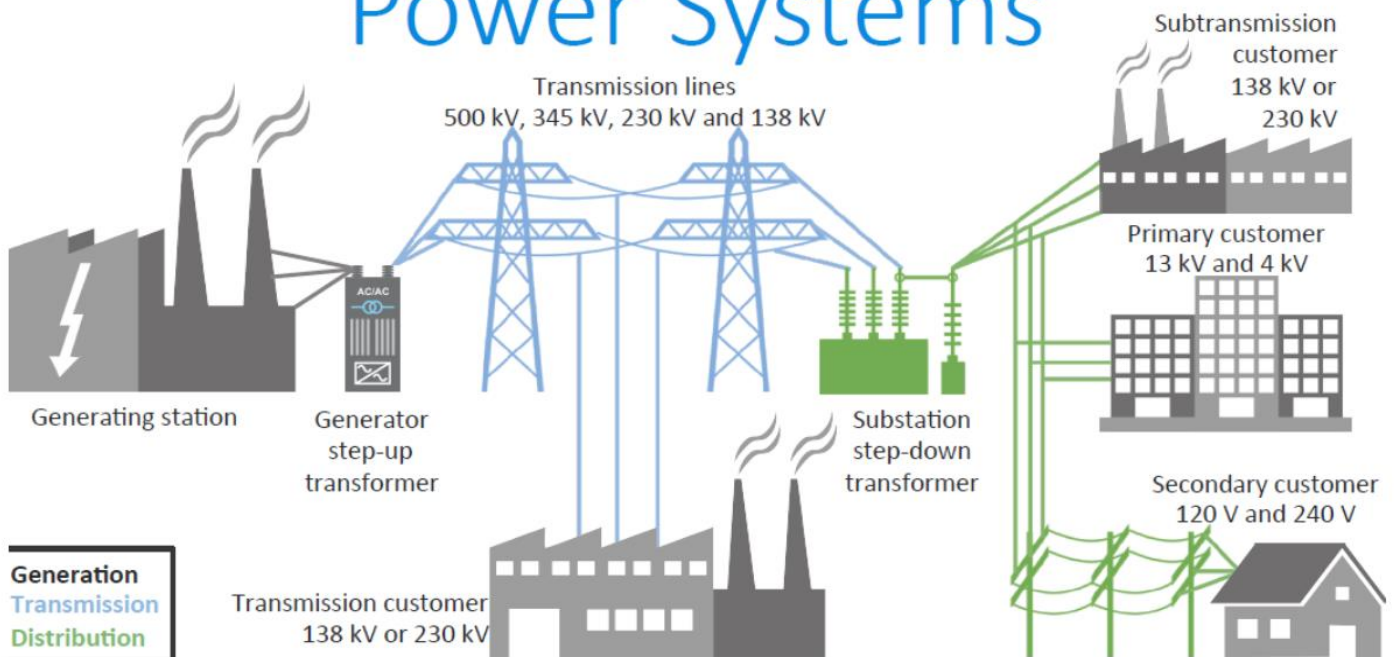 Power Systems
Subtransmission
customer
138 kV or
230 kV
Transmission lines
500 kV, 345 kV, 230 kV and 138 kV
Primary customer
13 kV and 4 kV
AC/AC
Generating station
Generator
step-up
transformer
Substation
step-down
transformer
Secondary customer
120 V and 240 V
Generation
Transmission
Distribution
Transmission customer
138 kV or 230 kV